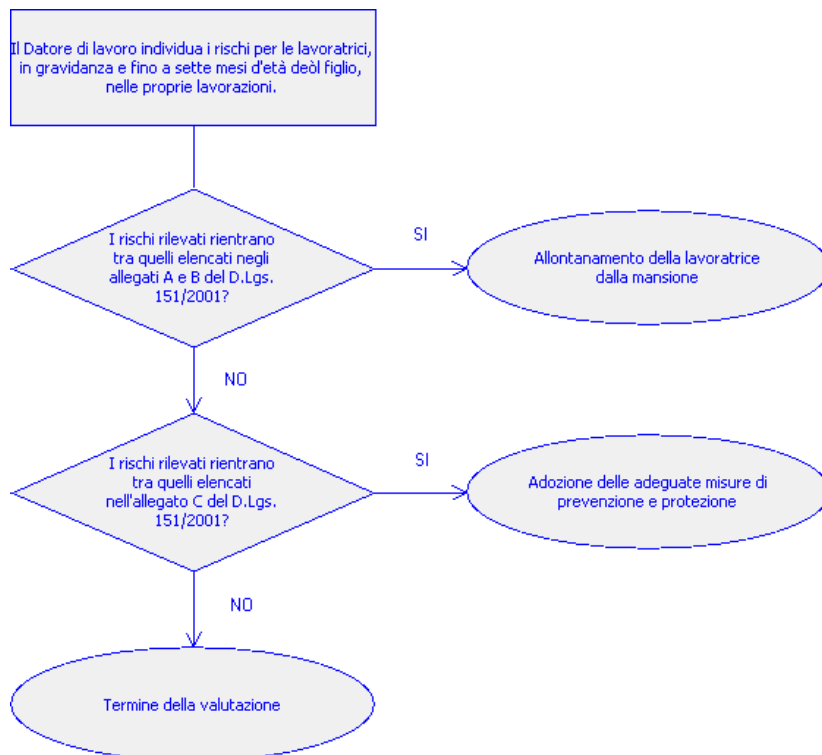 Il Datore di lavoro individua i rischi per le lavoratrici,
in gravidanza e fino a sette mesi d'età deòl figlio,
nelle proprie lavorazioni.
I rischi rilevati rientrano
tra quelli elencati negli
allegati A e B del D.Lgs.
151/2001?
SI
Allontanamento della lavoratrice
dalla mansione
NO
I rischi rilevati rientrano
tra quelli elencati
nell'allegato C del D.Lgs.
151/2001?
SI
Adozione delle adeguate misure di
prevenzione e protezione
NO
Termine della valutazione